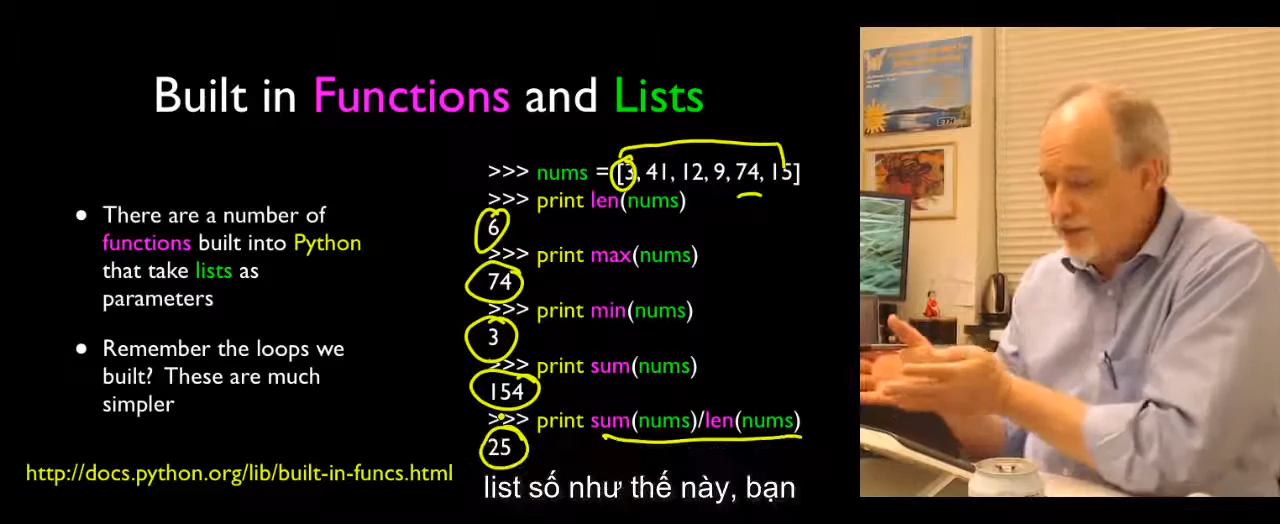 Built in Functions and Lists
● There are a number of
functions built into Python
that take lists as
parameters
● Remember the loops we
built? These are much
simpler
http://docs.python.org/lib/built-in-funcs.html
>>> nums = [3, 41, 12, 9, 74, 15]
>>> print len(nums)
6
>>> print max(nums)
74
>>> print min(nums)
3
>>> print sum(nums)
154
>>> print sum(nums)/len(nums)
25
list số như thế này, bạn
ETH